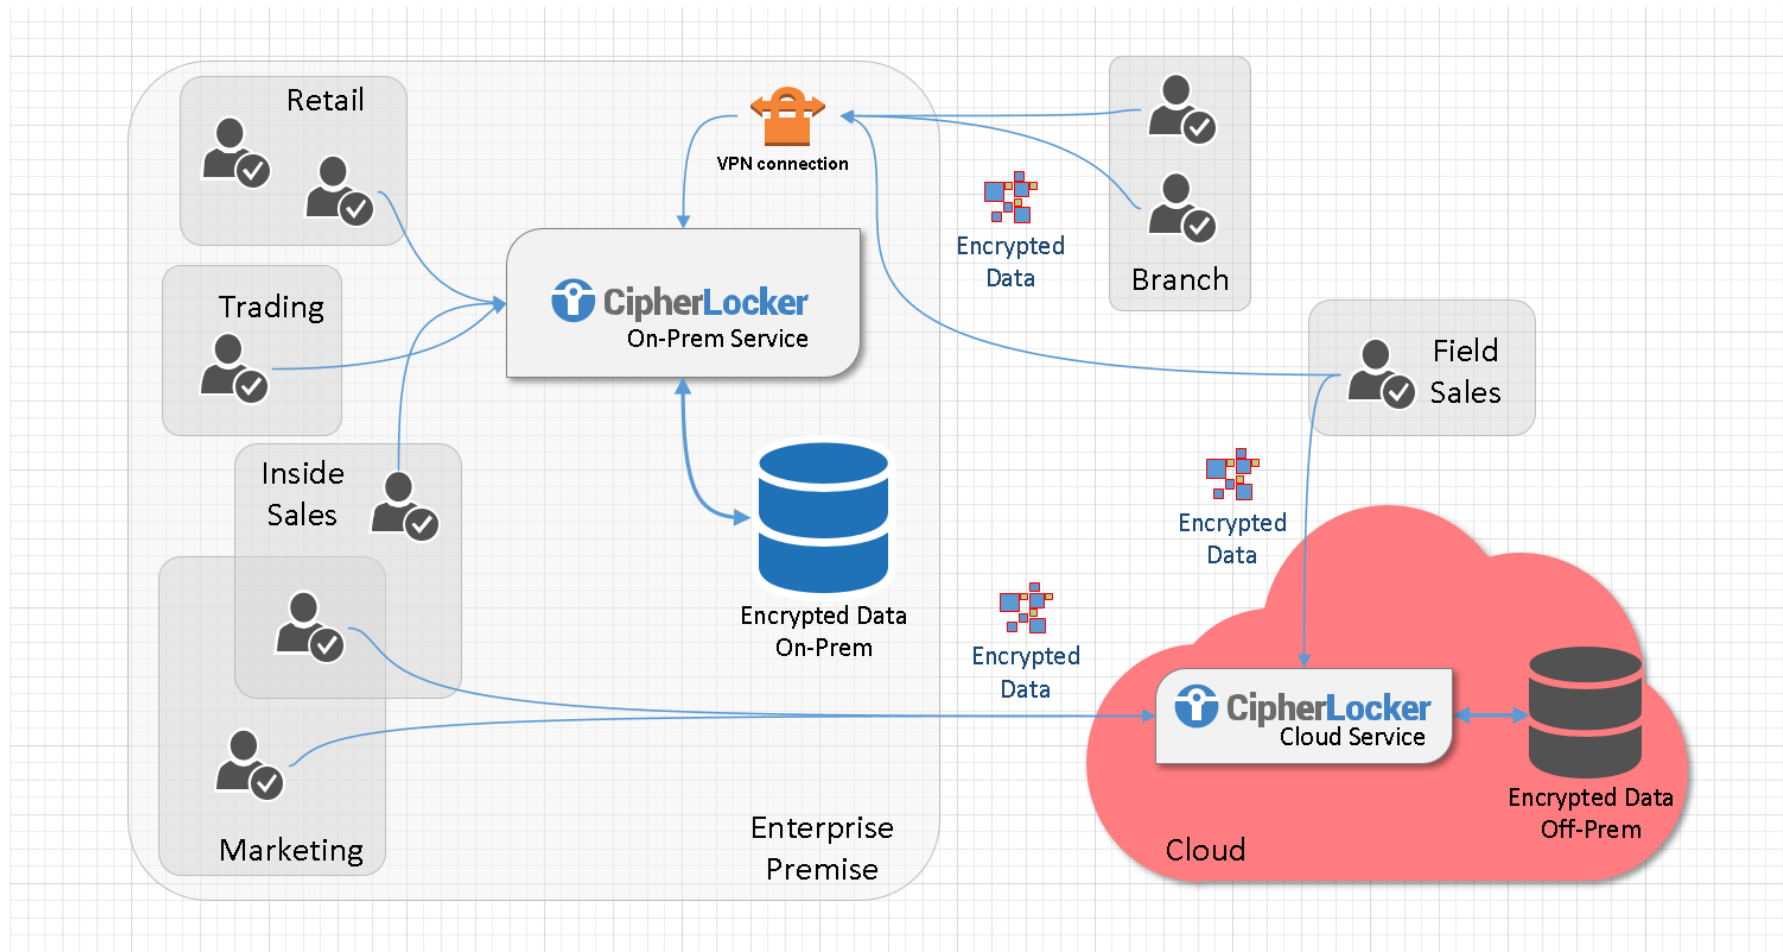 Retail
VPN connection
Encrypted
Data
Branch
Trading
CipherLocker
On-Prem Service
Field
Sales
Inside
Sales
Encrypted
Data
Encrypted Data
On-Prem
Encrypted
Data
CipherLocker
Cloud Service
Encrypted Data
Off-Prem
Marketing
Enterprise
Premise
Cloud